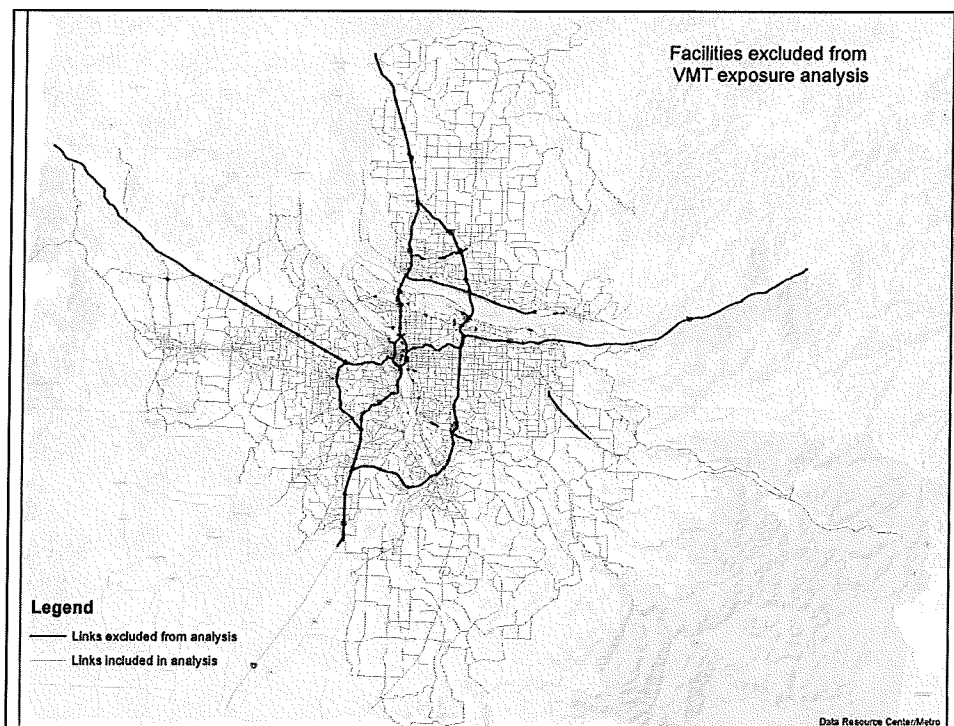 Facilities excluded from
VMT exposure analysis
Legend
Links excluded from analysis
Links included in analysis
Data Resource Center/Metro